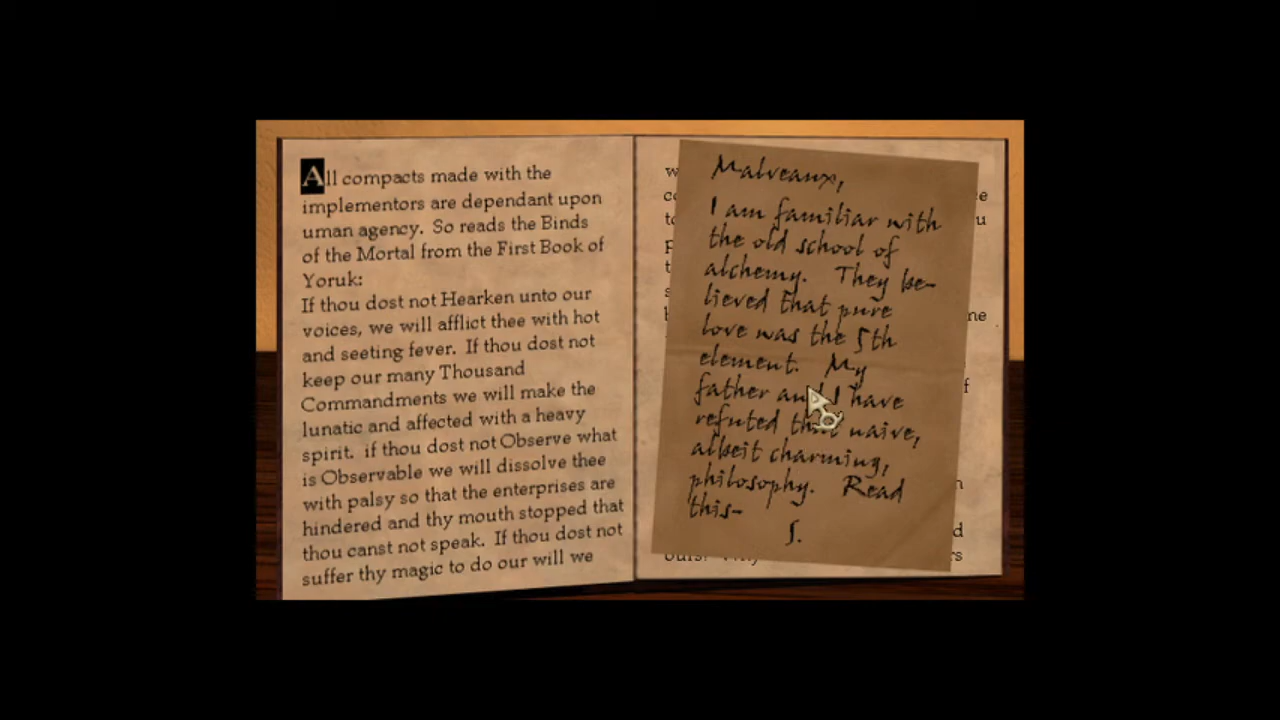 All compacts made with the
implementors are dependant upon
uman agency. So reads the Binds
of the Mortal from the First Book of
Yoruk:
If thou dost not Hearken unto our
voices, we will afflict thee with hot
and seeting fever. If thou dost not
keep our many Thousand
Commandments we will make the
lunatic and affected with a heavy
spirit. if thou dost not Observe what
is Observable we will dissolve thee
with palsy so that the enterprises are
hindered and thy mouth stopped that
thou canst not speak. If thou dost not
suffer thy magic to do our will we
Malveaux,
I am familiar with
the old school of
alchemy. They be-
lieved that pure
love was the 5th
element. My
father and I have
refuted that naive,
albeit charming,
philosophy. Read
this-
S.